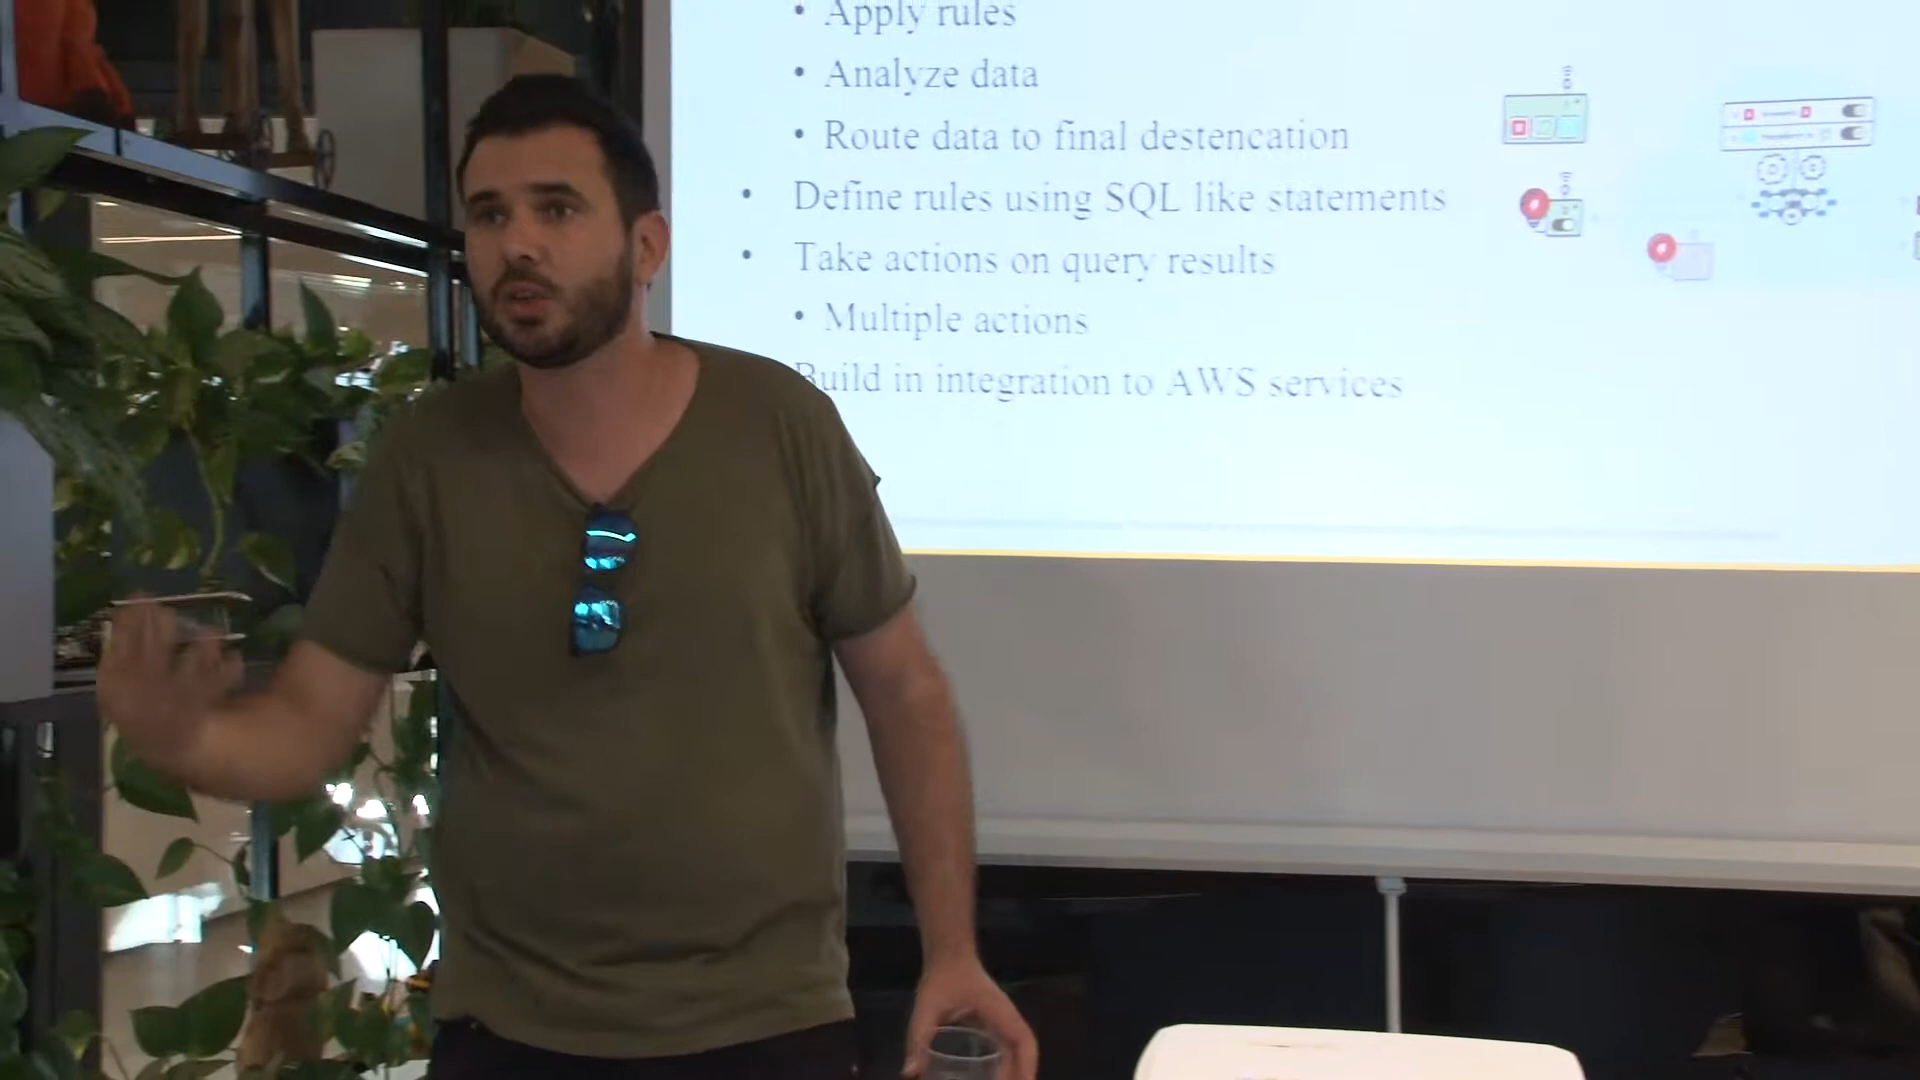 • Apply rules
• Analyze data
• Route data to final destencation
• Define rules using SQL like statements
• Take actions on query results
• Multiple actions
Build in integration to AWS services